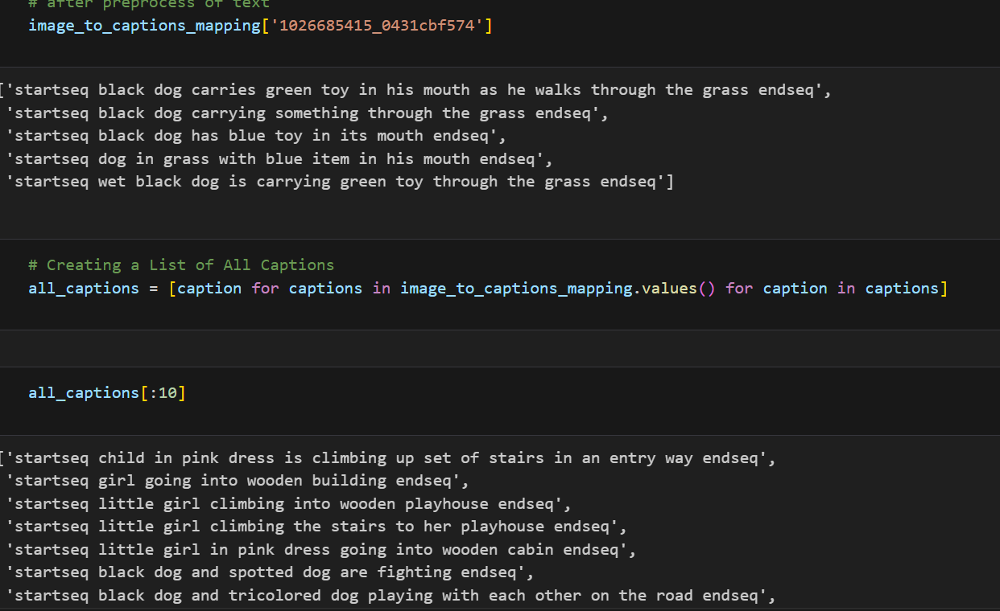 # after preprocess of text
image_to_captions_mapping['1026685415_0431cbf574']
['startseq black dog carries green toy in his mouth as he walks through the grass endseq',
'startseq black dog carrying something through the grass endseq',
'startseq black dog has blue toy in its mouth endseq',
'startseq dog in grass with blue item in his mouth endseq',
'startseq wet black dog is carrying green toy through the grass endseq']
# Creating a List of All Captions
all_captions = [caption for captions in image_to_captions_mapping.values() for caption in captions]
all_captions[:10]
['startseq child in pink dress is climbing up set of stairs in an entry way endseq',
'startseq girl going into wooden building endseq',
'startseq little girl climbing into wooden playhouse endseq',
'startseq little girl climbing the stairs to her playhouse endseq',
'startseq little girl in pink dress going into wooden cabin endseq',
'startseq black dog and spotted dog are fighting endseq',
'startseq black dog and tricolored dog playing with each other on the road endseq',